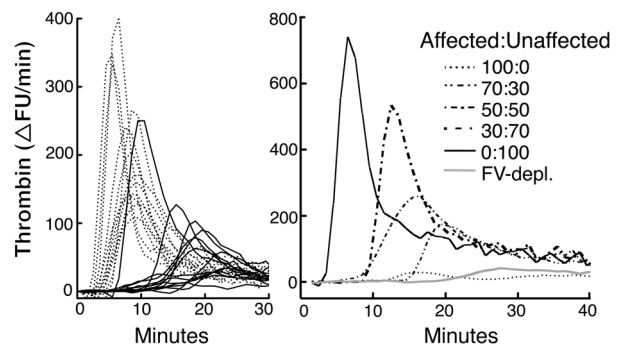 Thrombin (△FU/min)
400
300
200
100
0
0 10 20 30
Minutes
800
600
400
200
0
0 10 20 30 40
Minutes
Affected:Unaffected
100:0
70:30
50:50
30:70
0:100
FV-depl.